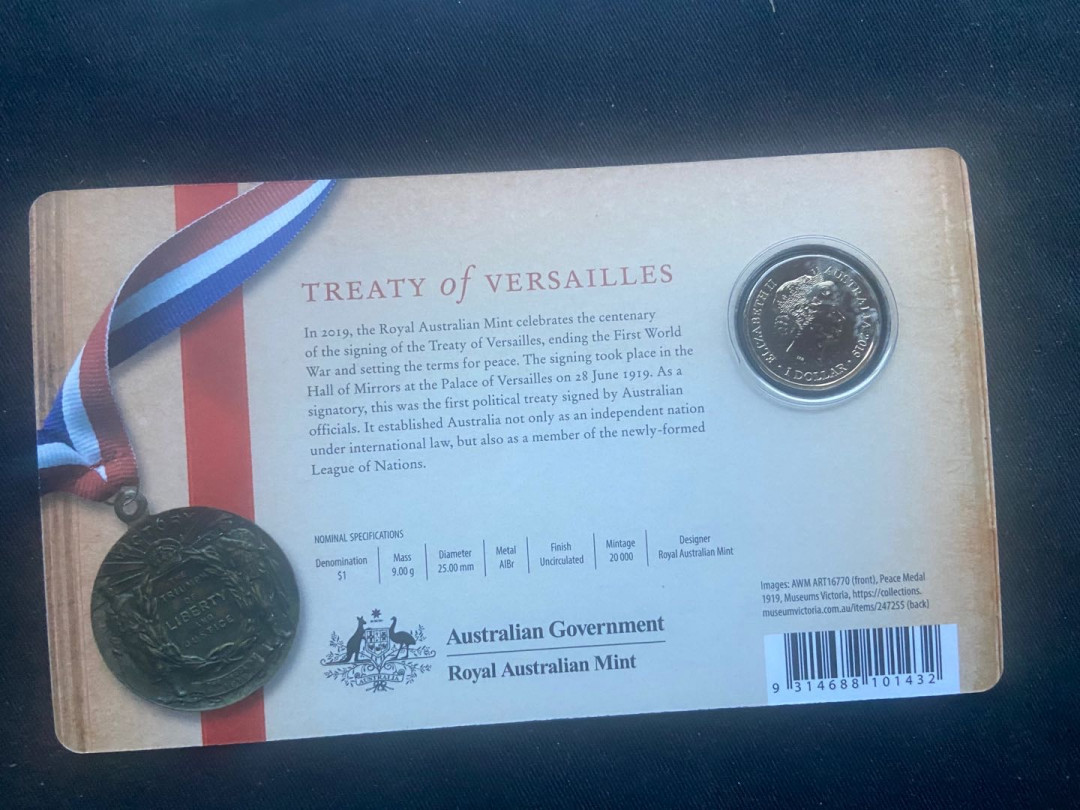 TREATY of VERSAILLES
In 2019, the Royal Australian Mint celebrates the centenary
of the signing of the Treaty of Versailles, ending the First World
War and setting the terms for peace. The signing took place in the
Hall of Mirrors at the Palace of Versailles on 28 June 1919. As a
signatory, this was the first political treaty signed by Australian
officials. It established Australia not only as an independent nation
under international law, but also as a member of the newly-formed
League of Nations.
ELIZABETH II AUSTRALIA 2019
· 1 DOLLAR ·
NOMINAL SPECIFICATIONS
Denomination Mass Diameter Metal Finish Mintage Designer
$1 9.00 g 25.00 mm AlBr Uncirculated 20 000 Royal Australian Mint
Images: AWM ART16770 (front), Peace Medal
1919, Museums Victoria, https://collections.
museumvictoria.com.au/items/247255 (back)
VICTORY
THE
TRIUMPH
LIBERTY
AUSTRALIA
Australian Government
Royal Australian Mint
9 314688 101432